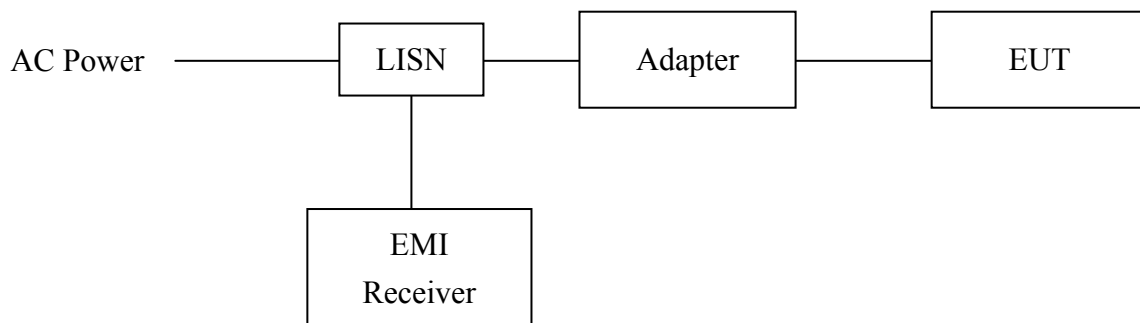 AC Power
LISN
Adapter
EUT
EMI
Receiver